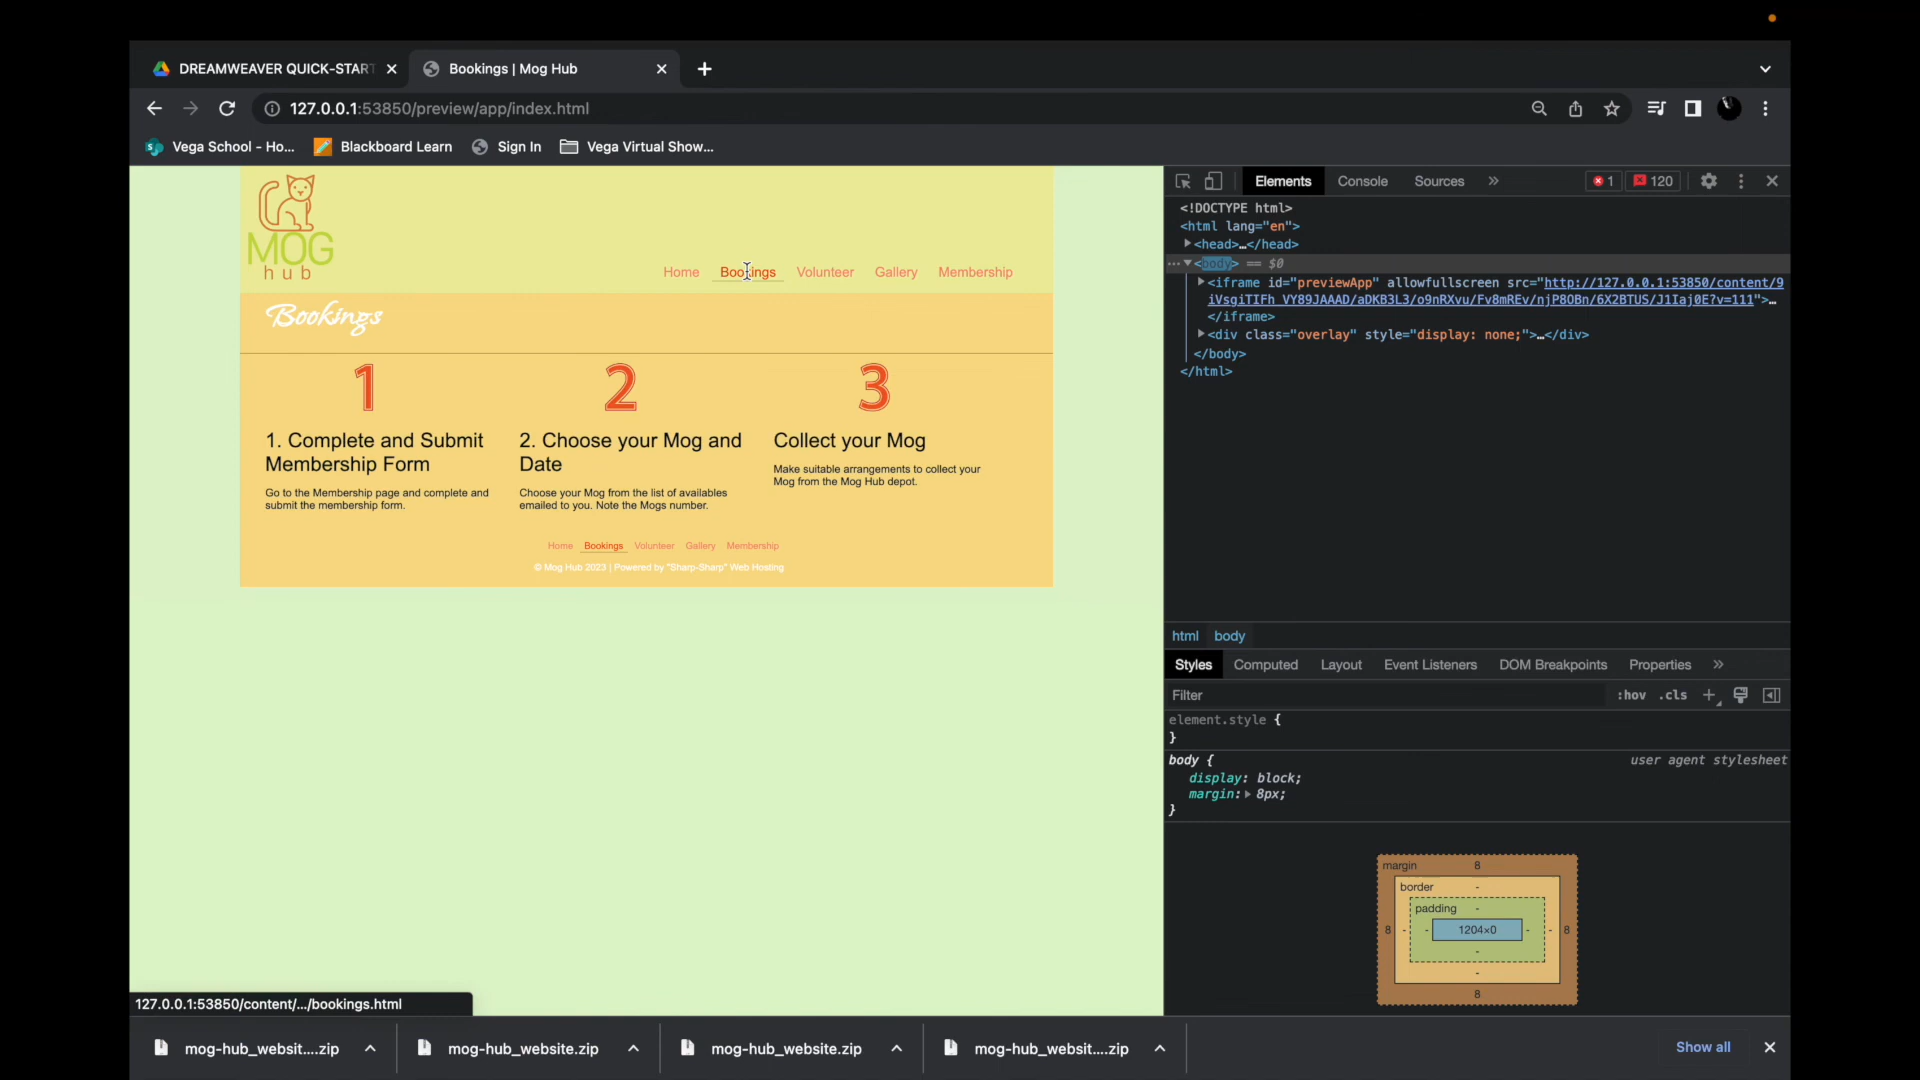 DREAMWEAVER QUICK-START
Bookings | Mog Hub
127.0.0.1:53850/preview/app/index.html
Vega School - Ho...
Blackboard Learn
Sign In
Vega Virtual Show...
MOG
hub
Home Bookings Volunteer Gallery Membership
Bookings
1 2 3
1. Complete and Submit
Membership Form
Go to the Membership page and complete and
submit the membership form.
2. Choose your Mog and
Date
Choose your Mog from the list of availables
emailed to you. Note the Mogs number.
Collect your Mog
Make suitable arrangements to collect your
Mog from the Mog Hub depot.
Home Bookings Volunteer Gallery Membership
© Mog Hub 2023 | Powered by "Sharp-Sharp" Web Hosting
127.0.0.1:53850/content/.../bookings.html
Elements Console Sources » 1 120
<!DOCTYPE html>
<html lang="en">
<head>…</head>
… <body> == $0
<iframe id="previewApp" allowfullscreen src="http://127.0.0.1:53850/content/9
iVsgiTIFh_VY89JAAAD/aDKB3L3/o9nRXvu/Fv8mREv/njP8OBn/6X2BTUS/J1Iaj0E?v=111">…
</iframe>
<div class="overlay" style="display: none;">…</div>
</body>
</html>
html body
Styles Computed Layout Event Listeners DOM Breakpoints Properties »
Filter :hov .cls +
element.style {
}
body { user agent stylesheet
display: block;
margin: 8px;
}
margin 8
border -
padding -
8 - - 1204×0 - - 8
-
-
8
mog-hub_websit....zip
mog-hub_website.zip
mog-hub_website.zip
mog-hub_websit....zip
Show all